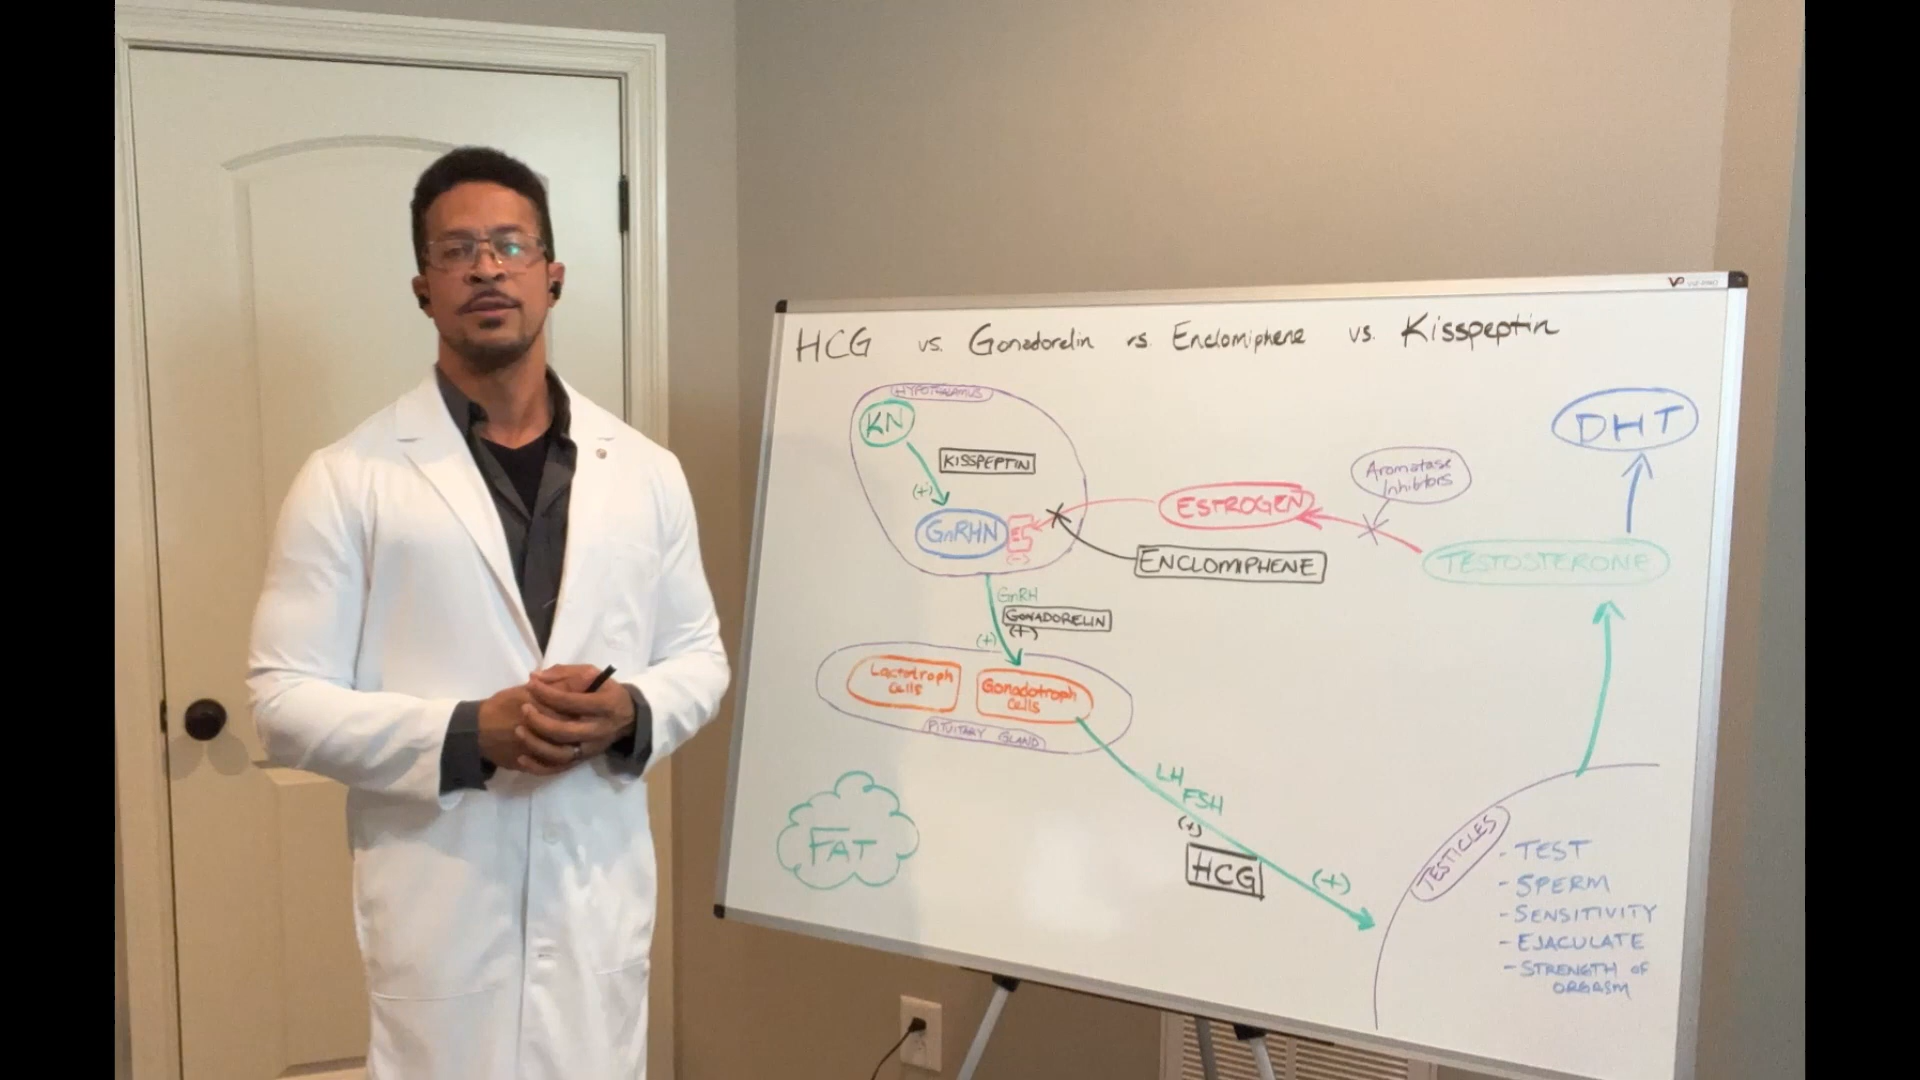 HCG vs. Gonadorelin vs. Enclomiphene vs. Kisspeptin
HYPOTHALAMUS
KN
KISSPEPTIN
(+)
GnRHN
(-)
ESTROGEN
ENCLOMIPHENE
Aromatase
Inhibitors
DHT
TESTOSTERONE
GnRH
GONADORELIN
(+)
(+)
Lactotroph
Cells
Gonadotroph
Cells
PITUITARY GLAND
FAT
LH
FSH
(+)
HCG
(+)
TESTICLES
- TEST
- SPERM
- SENSITIVITY
- EJACULATE
- STRENGTH OF
ORGASM